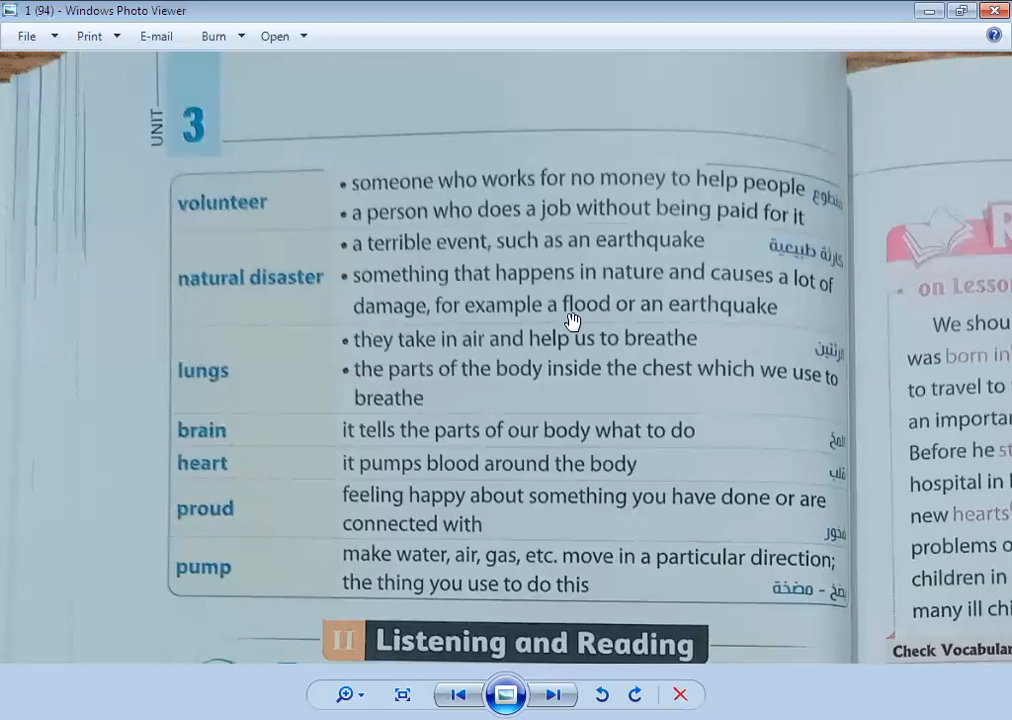 1 (94) - Windows Photo Viewer
File Print E-mail Burn Open
UNIT 3
volunteer
• someone who works for no money to help people
• a person who does a job without being paid for it
• a terrible event, such as an earthquake
كارثة طبيعية
natural disaster
• something that happens in nature and causes a lot of
damage, for example a flood or an earthquake
• they take in air and help us to breathe
الرئتين
lungs
• the parts of the body inside the chest which we use to
breathe
brain it tells the parts of our body what to do المخ
heart it pumps blood around the body قلب
proud
feeling happy about something you have done or are
connected with
فخور
pump
make water, air, gas, etc. move in a particular direction;
the thing you use to do this
مضخة
II Listening and Reading
R
on Lesso
We shou
was born in
to travel to
an importa
Before he st
hospital in
new hearts
problems o
children in
many ill chi
Check Vocabular